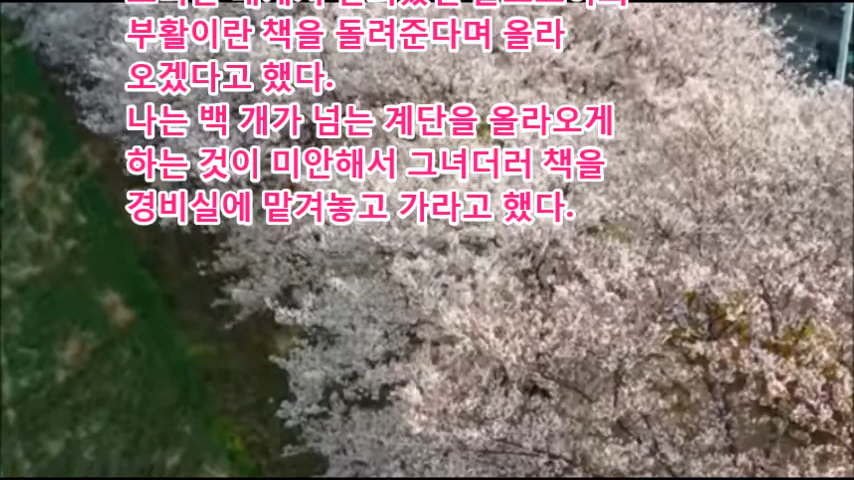 부활이란 책을 돌려준다며 올라
오겠다고 했다.
나는 백 개가 넘는 계단을 올라오게
하는 것이 미안해서 그녀더러 책을
경비실에 맡겨놓고 가라고 했다.